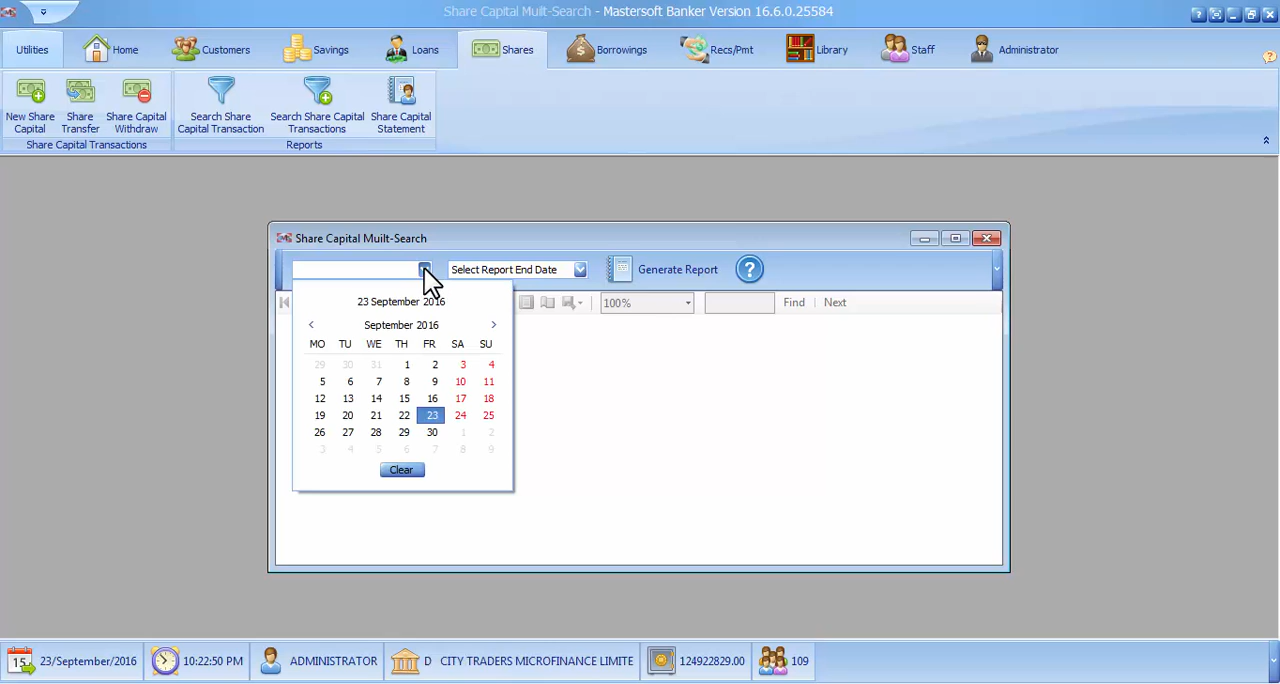 Share Capital Muilt-Search - Mastersoft Banker Version 16.6.0.25584
Utilities Home Customers Savings Loans Shares Borrowings Recs/Pmt Library Staff Administrator
New Share Capital
Share Transfer
Share Capital Withdraw
Search Share Capital Transaction
Search Share Capital Transactions
Share Capital Statement
Share Capital Transactions Reports
Share Capital Muilt-Search
Select Report End Date Generate Report ?
100% Find Next
23 September 2016
< September 2016 >
MO TU WE TH FR SA SU
29 30 31 1 2 3 4
5 6 7 8 9 10 11
12 13 14 15 16 17 18
19 20 21 22 23 24 25
26 27 28 29 30 1 2
3 4 5 6 7 8 9
Clear
15 23/September/2016 10:22:50 PM ADMINISTRATOR D CITY TRADERS MICROFINANCE LIMITE 124922829.00 109